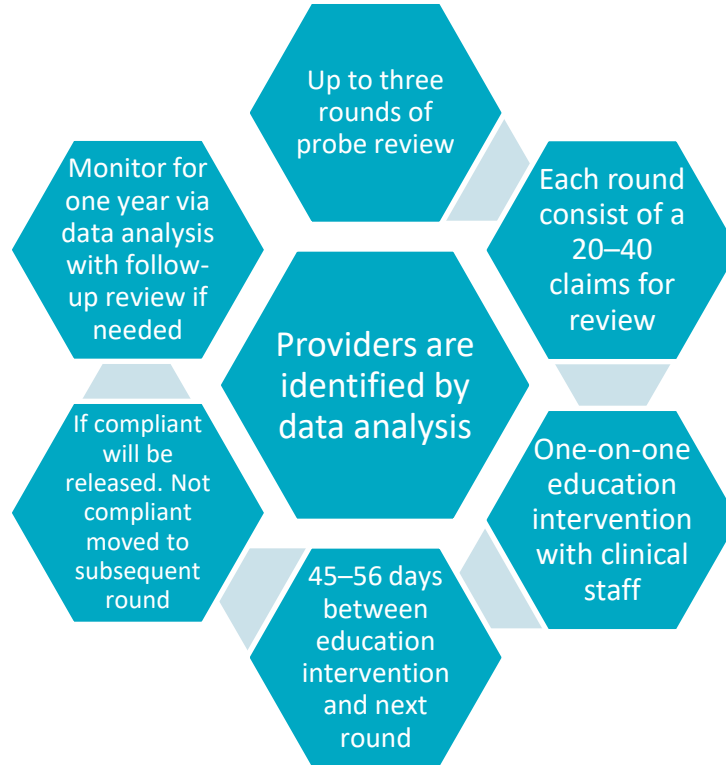 Up to three
rounds of
probe review
Each round
consist of a
20–40
claims for
review
One-on-one
education
intervention
with clinical
staff
45–56 days
between
education
intervention
and next
round
If compliant
will be
released. Not
compliant
moved to
subsequent
round
Monitor for
one year via
data analysis
with follow-
up review if
needed
Providers are
identified by
data analysis